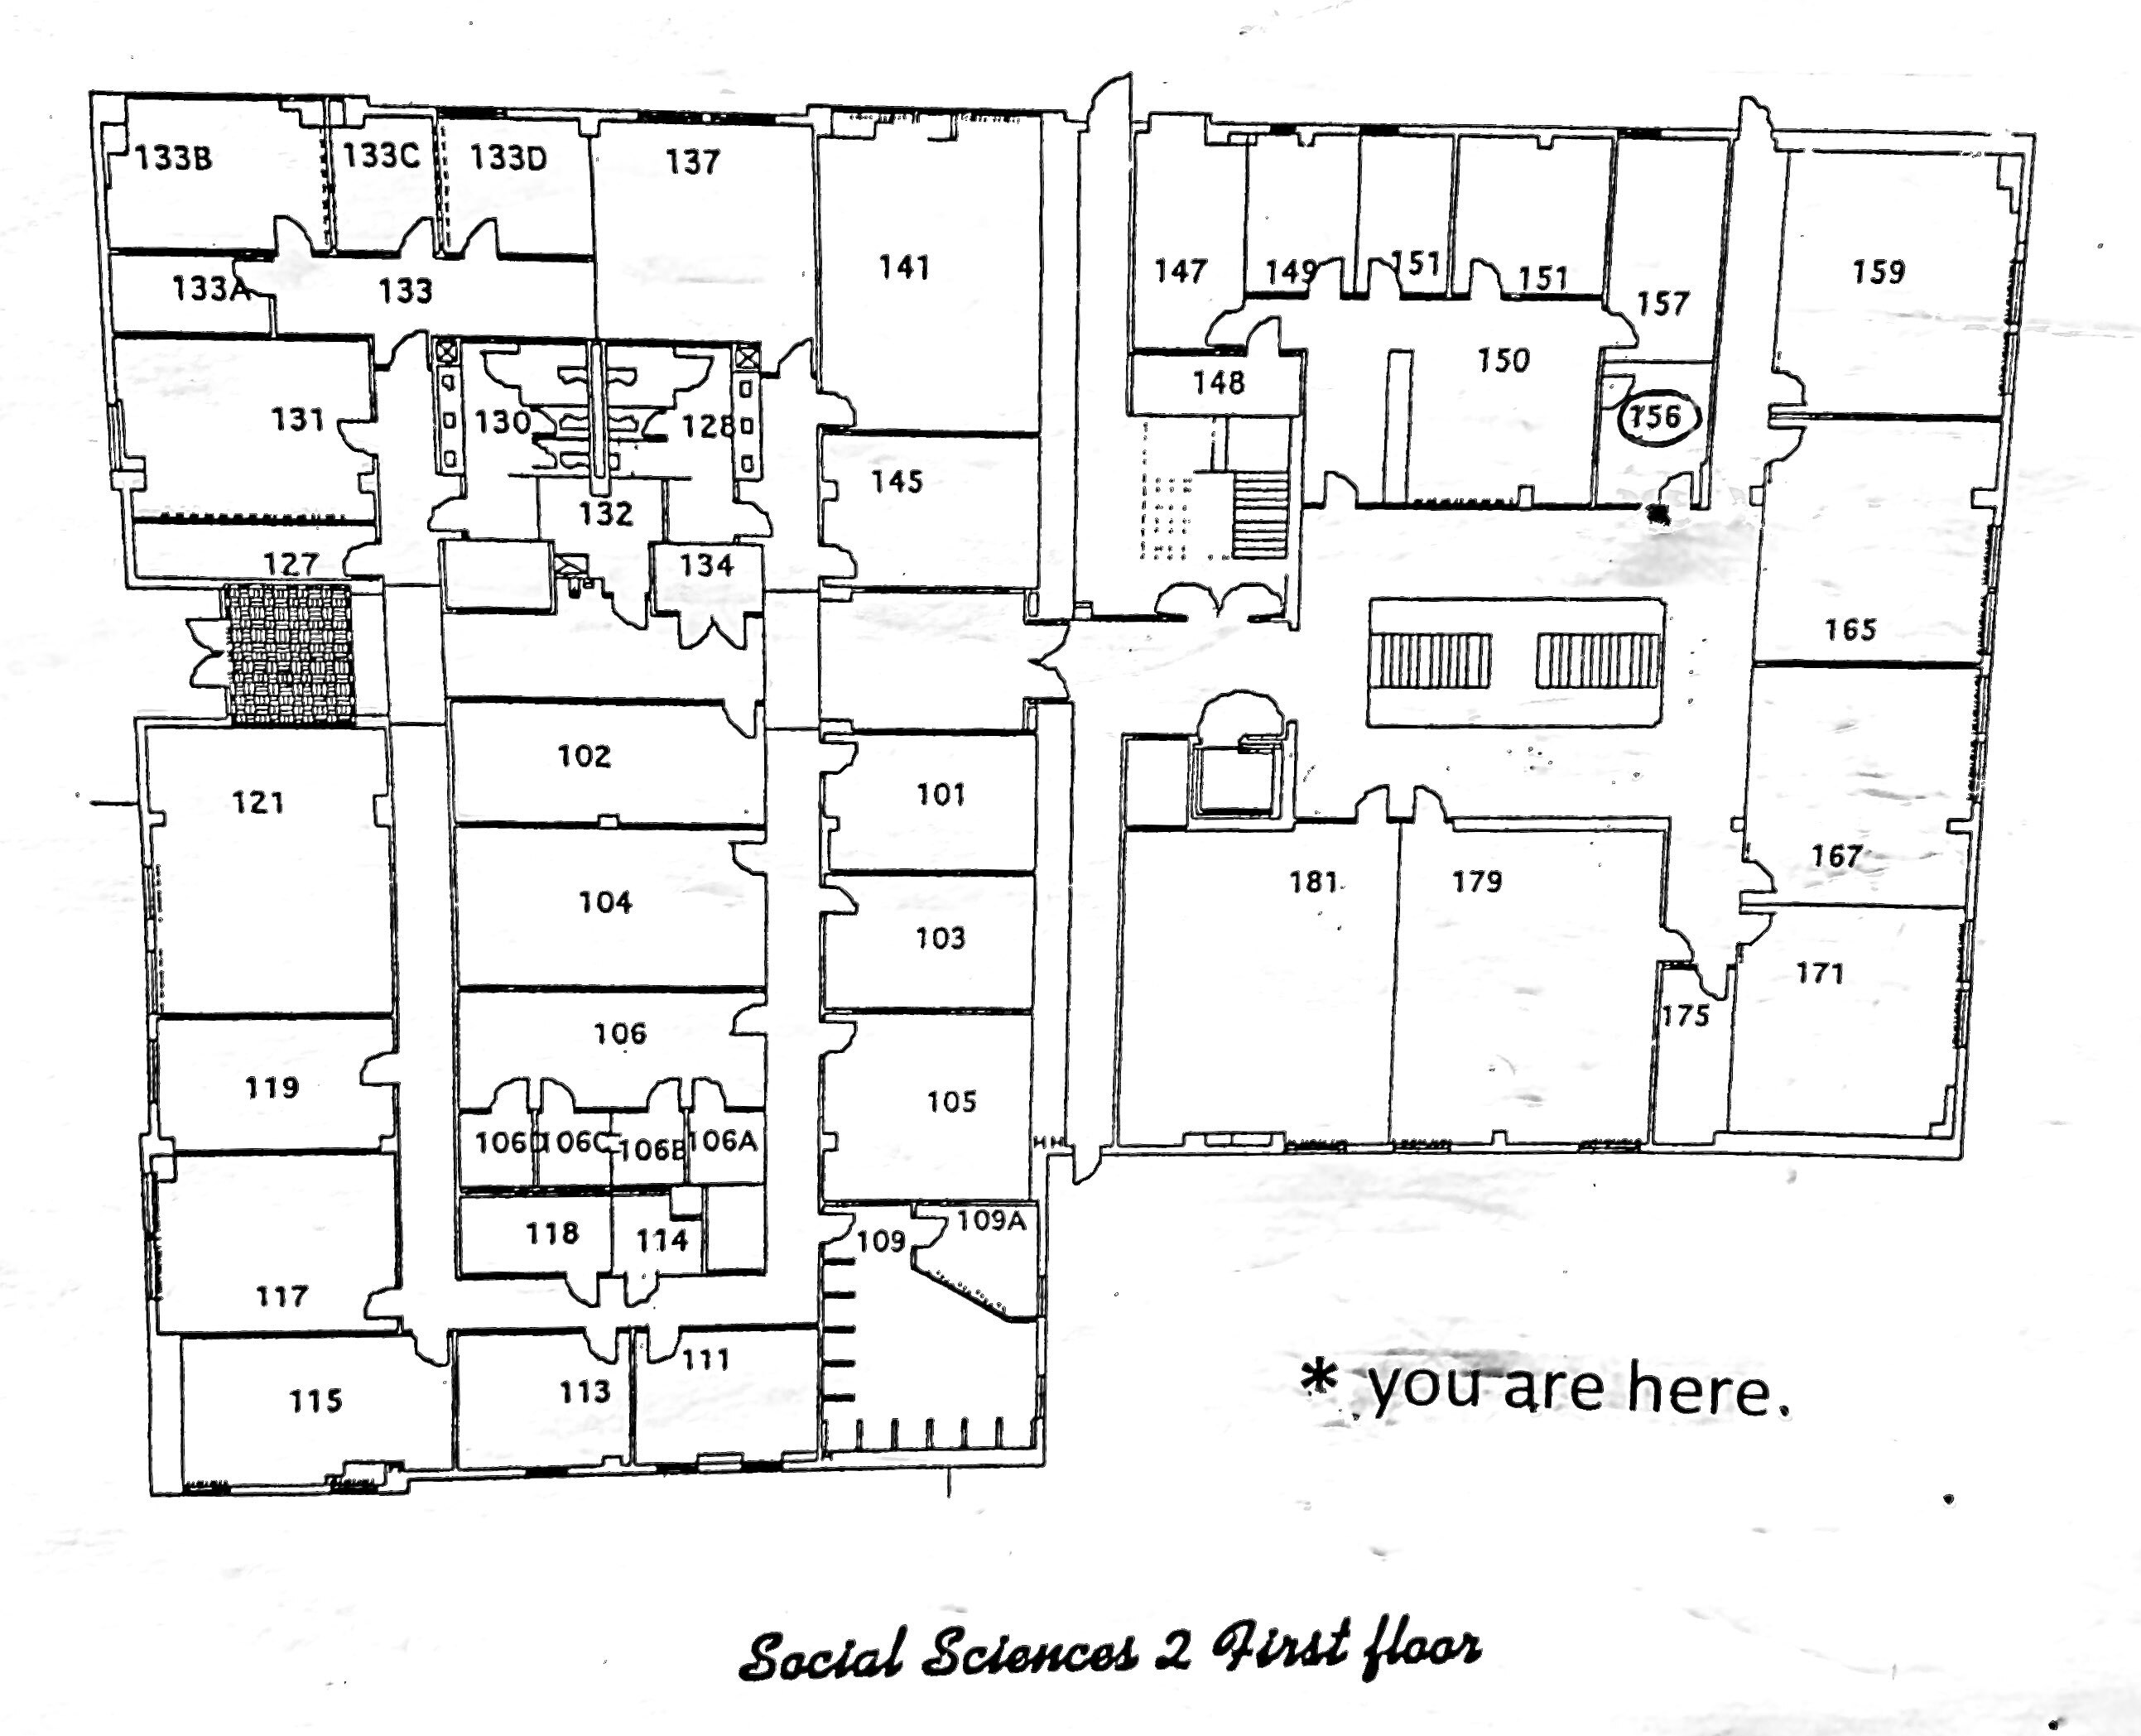 133B 133C 133D 137
141
147 149 151 151 157 159
133A 133
131 130 128
145
148 150 156
132
127 134
165
102
121 101
104
181 179 167
103
106
175 171
119 105
106D 106C 106B 106A
118 114 109 109A
117
111
115 113
* you are here.
Social Sciences 2 First floor